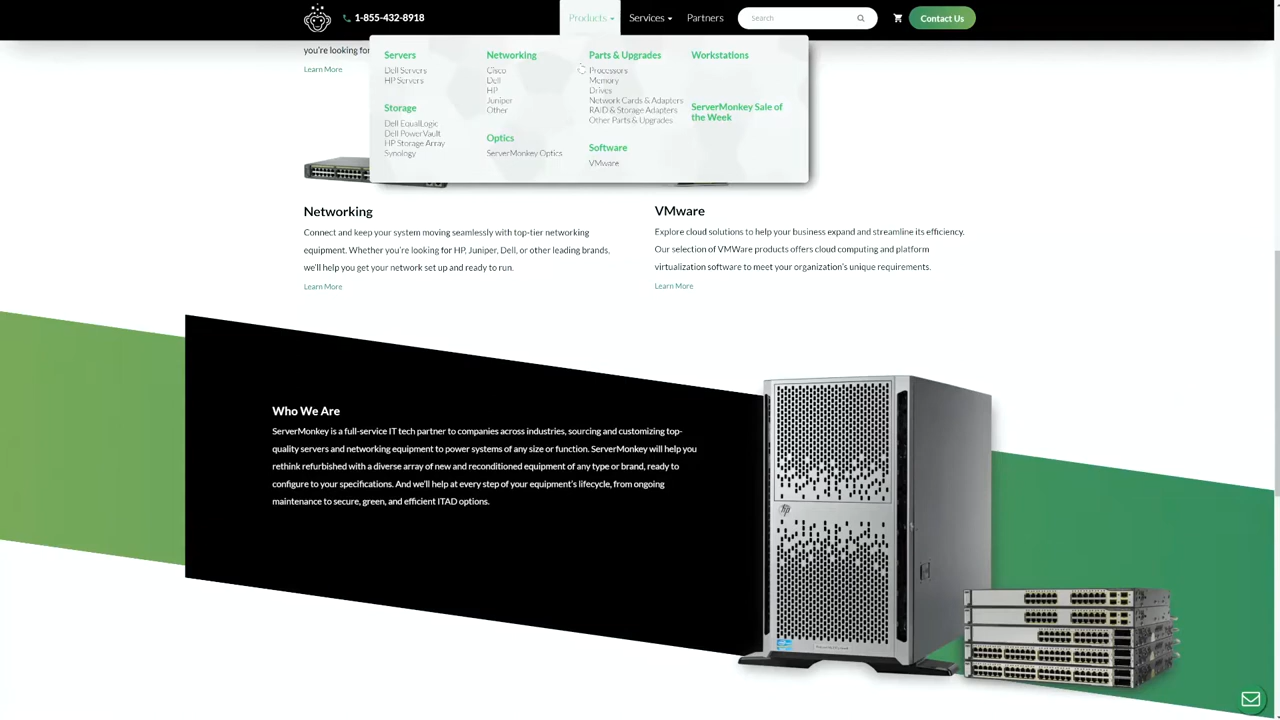 1-855-432-8918
Products
Services
Partners
Search
Contact Us
you're looking for
Learn More
Servers
Dell Servers
HP Servers
Storage
Dell EqualLogic
Dell PowerVault
HP Storage Array
Synology
Networking
Cisco
Dell
HP
Juniper
Other
Optics
ServerMonkey Optics
Parts & Upgrades
Processors
Memory
Drives
Network Cards & Adapters
RAID & Storage Adapters
Other Parts & Upgrades
Software
VMware
Workstations
ServerMonkey Sale of
the Week
Networking
Connect and keep your system moving seamlessly with top-tier networking
equipment. Whether you're looking for HP, Juniper, Dell, or other leading brands,
we'll help you get your network set up and ready to run.
Learn More
VMware
Explore cloud solutions to help your business expand and streamline its efficiency.
Our selection of VMWare products offers cloud computing and platform
virtualization software to meet your organization's unique requirements.
Learn More
Who We Are
ServerMonkey is a full-service IT tech partner to companies across industries, sourcing and customizing top-
quality servers and networking equipment to power systems of any size or function. ServerMonkey will help you
rethink refurbished with a diverse array of new and reconditioned equipment of any type or brand, ready to
configure to your specifications. And we'll help at every step of your equipment's lifecycle, from ongoing
maintenance to secure, green, and efficient ITAD options.
hp